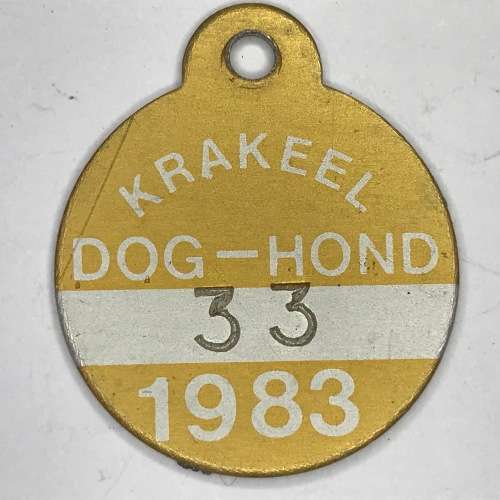 KRAKEEL
DOG-HOND
33
1983